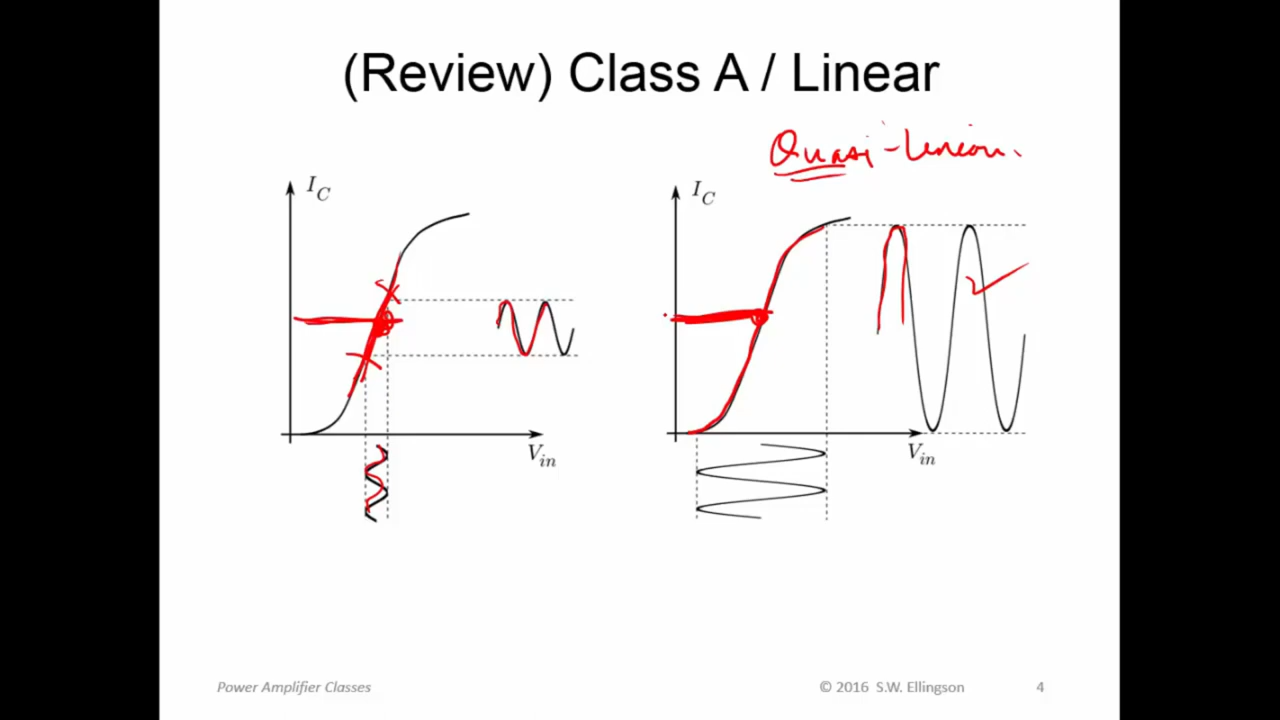 (Review) Class A / Linear
Quasi-Linear.
I_C
I_C
V_in
V_in
Power Amplifier Classes
© 2016 S.W. Ellingson
4